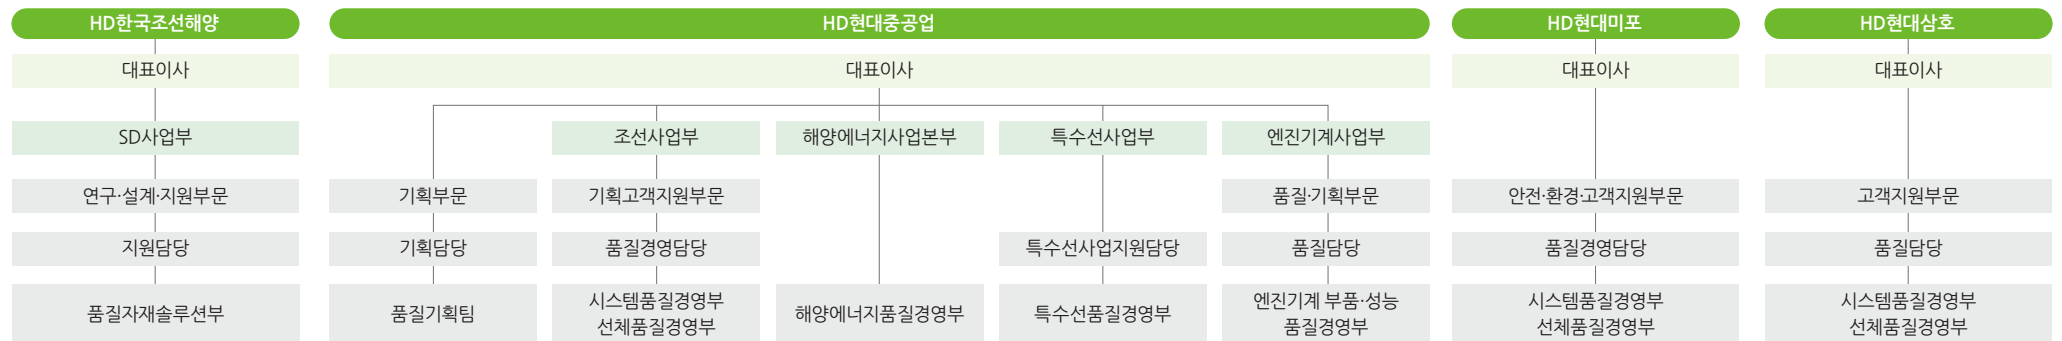 HD한국조선해양
HD현대중공업
HD현대미포
HD현대삼호
대표이사
대표이사
대표이사
대표이사
SD사업부
조선사업부
해양에너지사업본부
특수선사업부
엔진기계사업부
연구·설계·지원부문
기획부문
기획고객지원부문
품질·기획부문
안전·환경·고객지원부문
고객지원부문
지원담당
기획담당
품질경영담당
특수선사업지원담당
품질담당
품질경영담당
품질담당
품질자재솔루션부
품질기획팀
시스템품질경영부
선체품질경영부
해양에너지품질경영부
특수선품질경영부
엔진기계 부품·성능
품질경영부
시스템품질경영부
선체품질경영부
시스템품질경영부
선체품질경영부